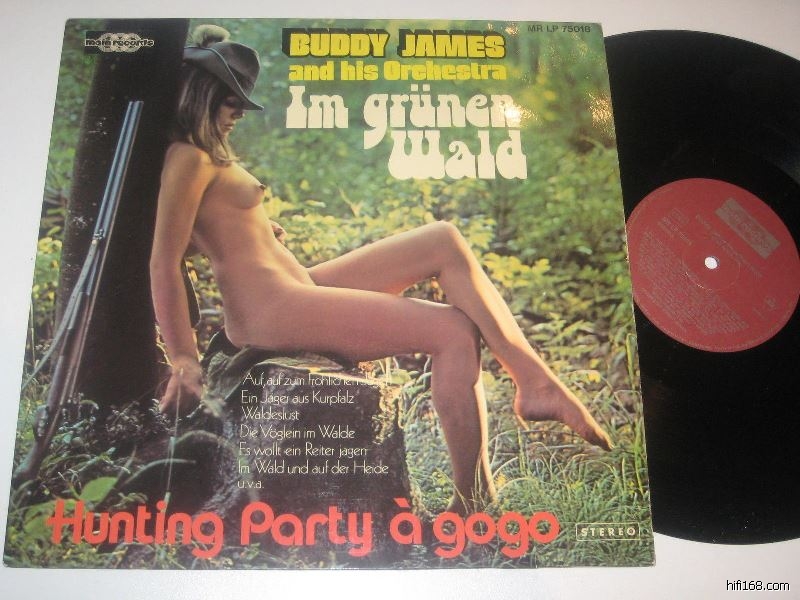 main records
MR LP 75018
BUDDY JAMES
and his Orchestra
Im grünen
Wald
Auf, auf zum fröhlichen Jagen
Ein Jäger aus Kurpfalz
Waldeslust
Die Vöglein im Walde
Es wollt ein Reiter jagen
Im Wald und auf der Heide
u.v.a.
Hunting Party à gogo
STEREO
hifi168.com